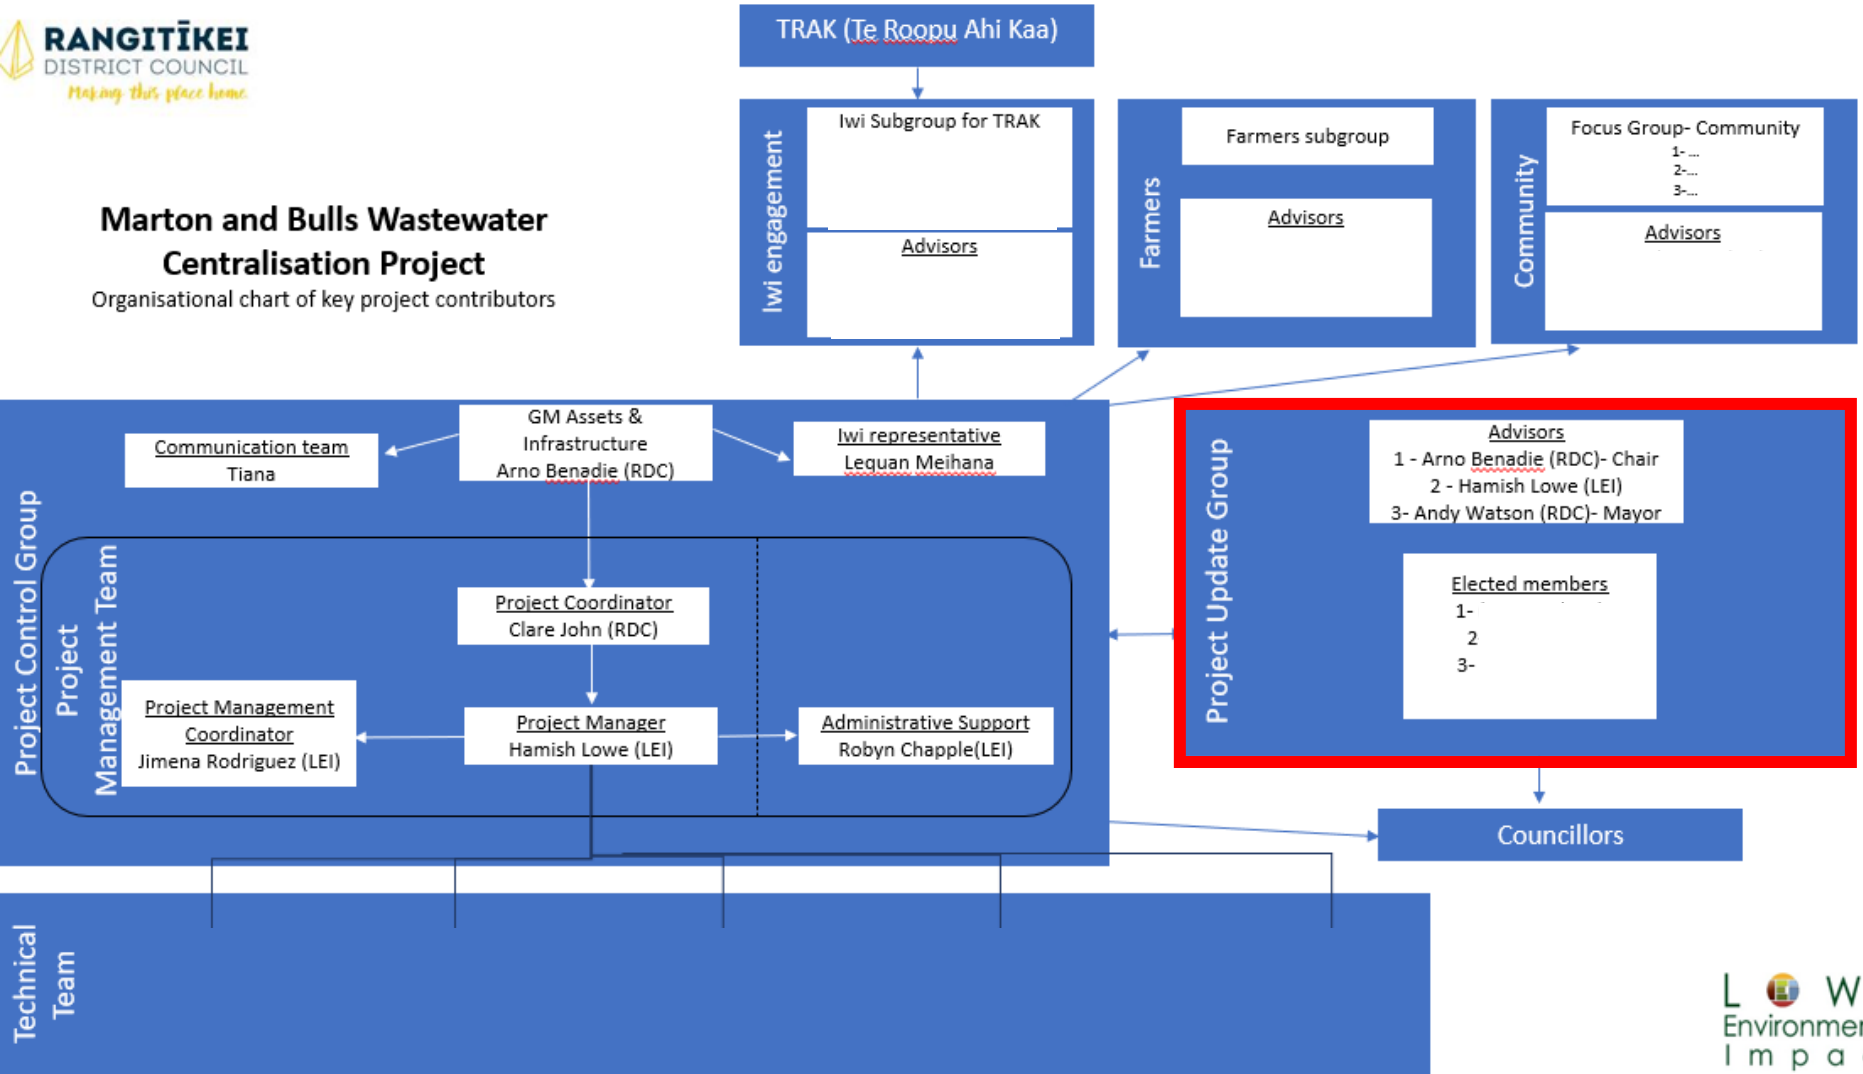 RANGITĪKEI
DISTRICT COUNCIL
Making this place home.
Marton and Bulls Wastewater
Centralisation Project
Organisational chart of key project contributors
TRAK (Te Roopu Ahi Kaa)
Iwi engagement
Iwi Subgroup for TRAK
Advisors
Farmers
Farmers subgroup
Advisors
Community
Focus Group- Community
1- ...
2-...
3-...
Advisors
Project Control Group
Communication team
Tiana
GM Assets &
Infrastructure
Arno Benadie (RDC)
Iwi representative
Lequan Meihana
Project
Management Team
Project Coordinator
Clare John (RDC)
Project Management
Coordinator
Jimena Rodriguez (LEI)
Project Manager
Hamish Lowe (LEI)
Administrative Support
Robyn Chapple(LEI)
Project Update Group
Advisors
1 - Arno Benadie (RDC)- Chair
2 - Hamish Lowe (LEI)
3- Andy Watson (RDC)- Mayor
Elected members
1-
2
3-
Councillors
Technical
Team
L W
Environmen
Impa